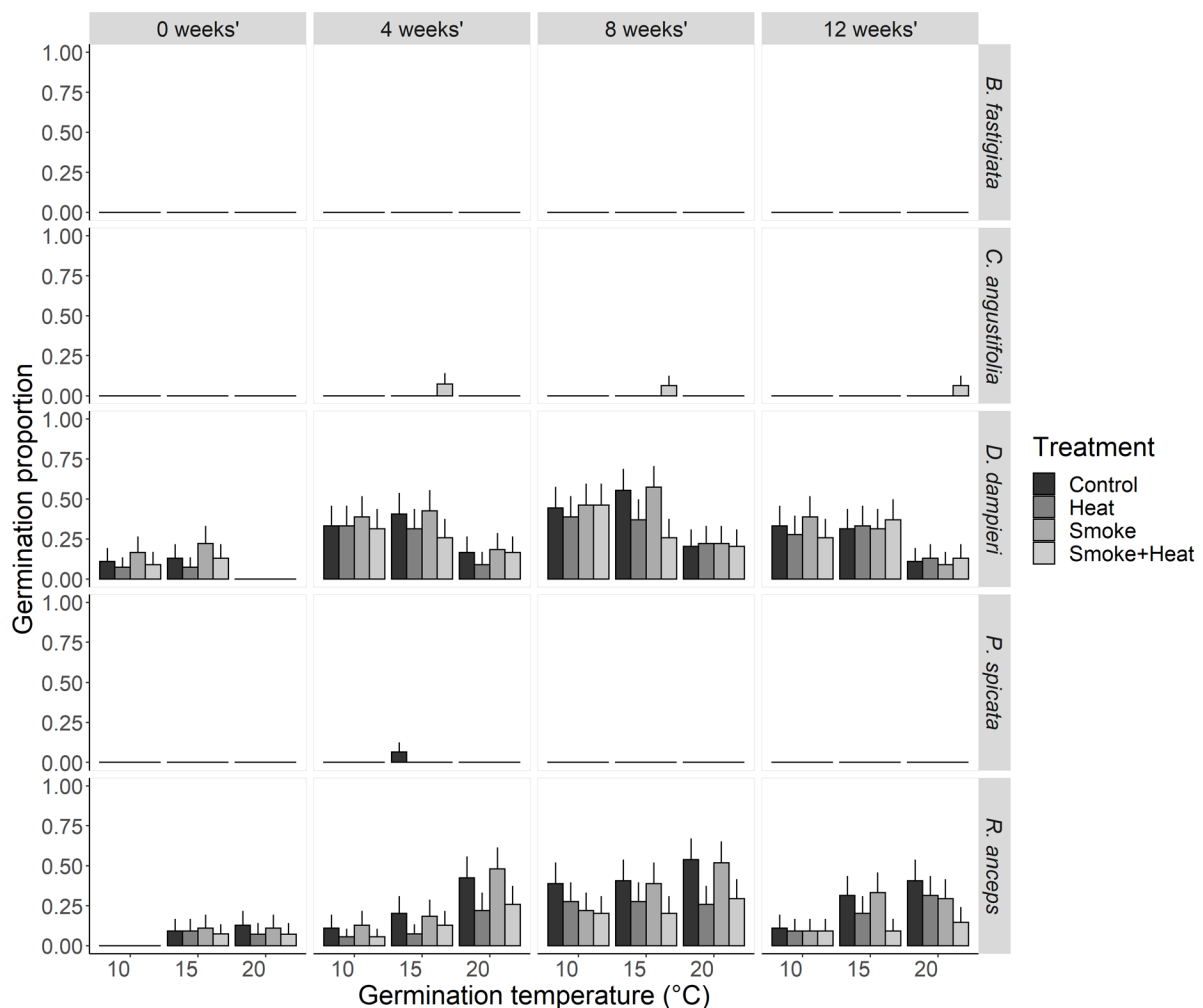 0 weeks' 4 weeks' 8 weeks' 12 weeks'
1.00
0.75
0.50
0.25
0.00
B. fastigiata
1.00
0.75
0.50
0.25
0.00
C. angustifolia
1.00
0.75
0.50
0.25
0.00
D. dampieri
1.00
0.75
0.50
0.25
0.00
P. spicata
1.00
0.75
0.50
0.25
0.00
R. anceps
Germination proportion
10 15 20 10 15 20 10 15 20 10 15 20
Germination temperature (°C)
Treatment
Control
Heat
Smoke
Smoke+Heat